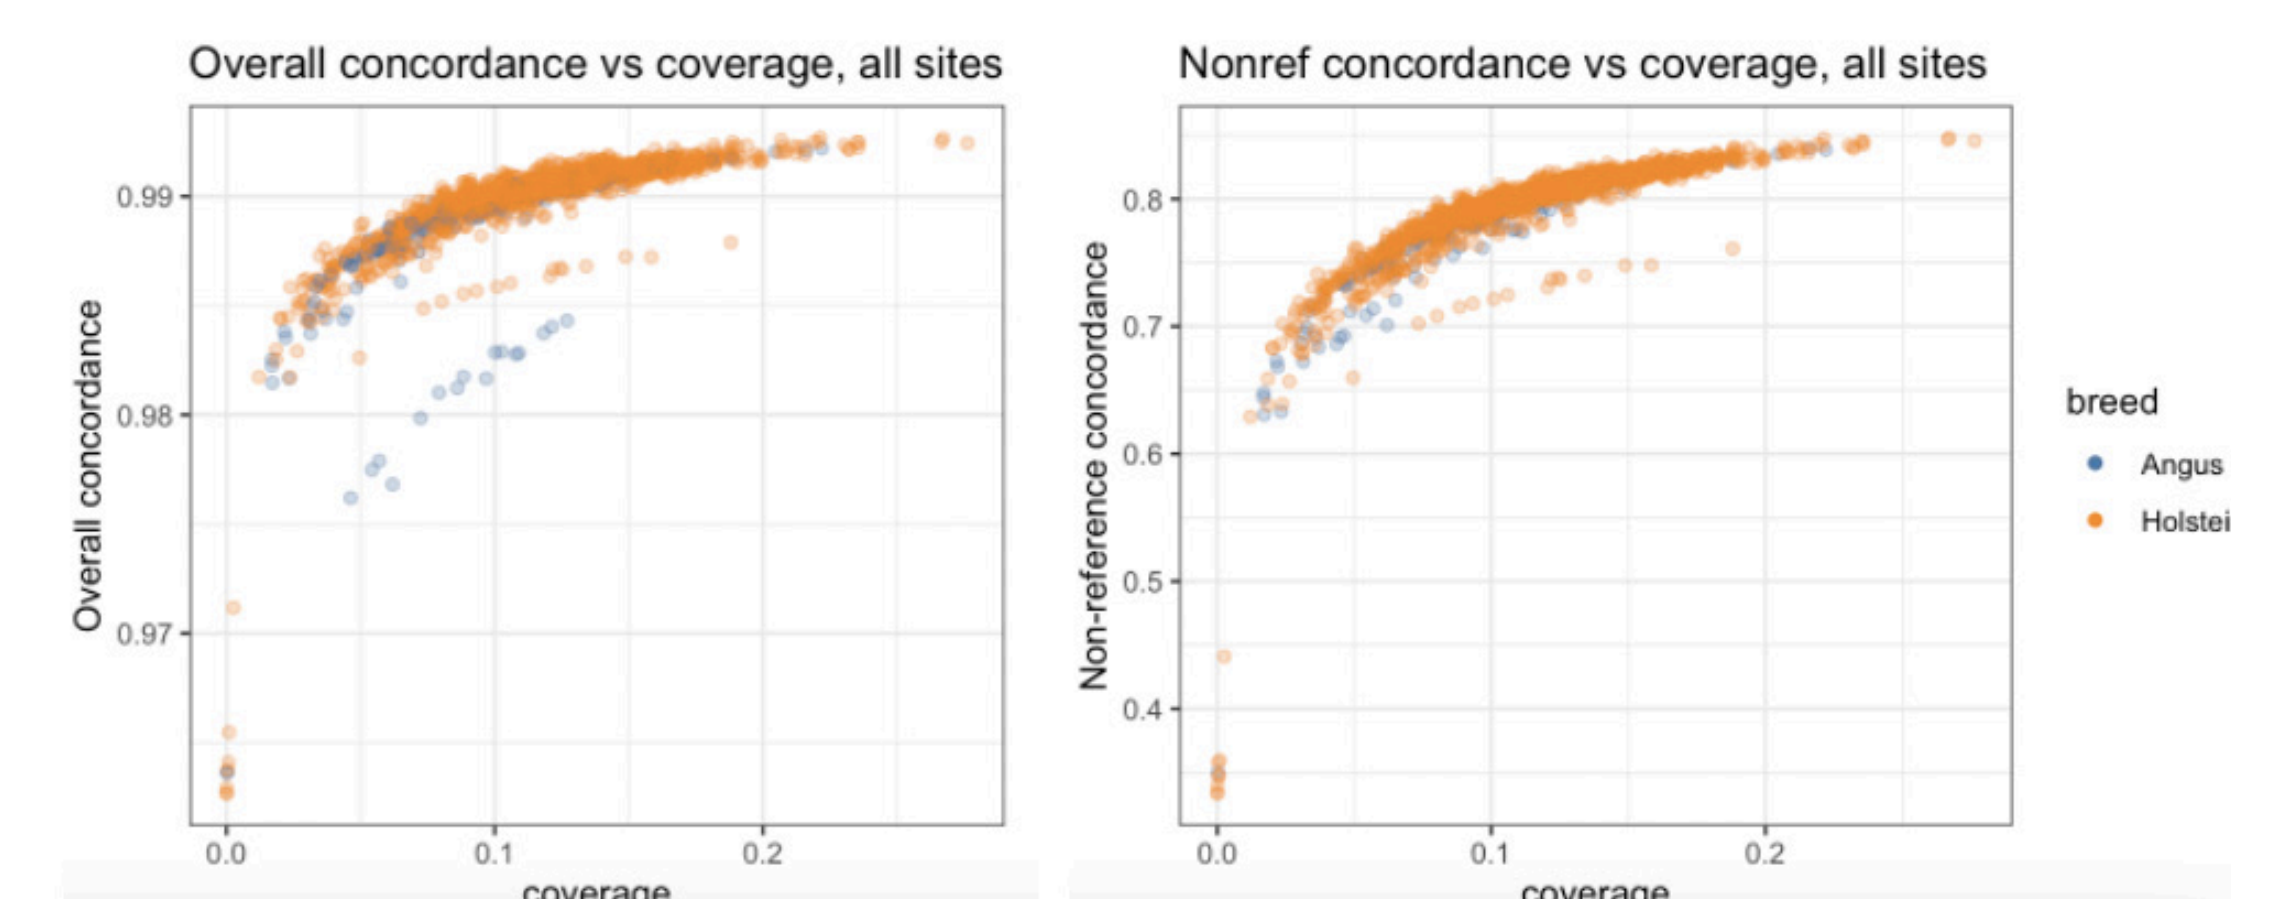 Overall concordance vs coverage, all sites
Overall concordance
0.99
0.98
0.97
0.0 0.1 0.2
coverage
Nonref concordance vs coverage, all sites
Non-reference concordance
0.8
0.7
0.6
0.5
0.4
0.0 0.1 0.2
coverage
breed
Angus
Holstei